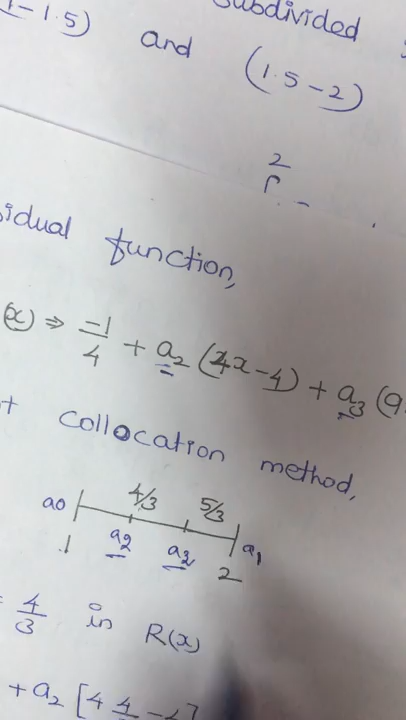 1-1.5) and (1.5-2)
subdivided
2
idual function,
(x) ⇒ -1/4 + a2 (4x-4) + a3 (9
collocation method,
a0 4/3 5/3 a1
1 a2 a3 2
= 4/3 in R(x)
+ a2 [4